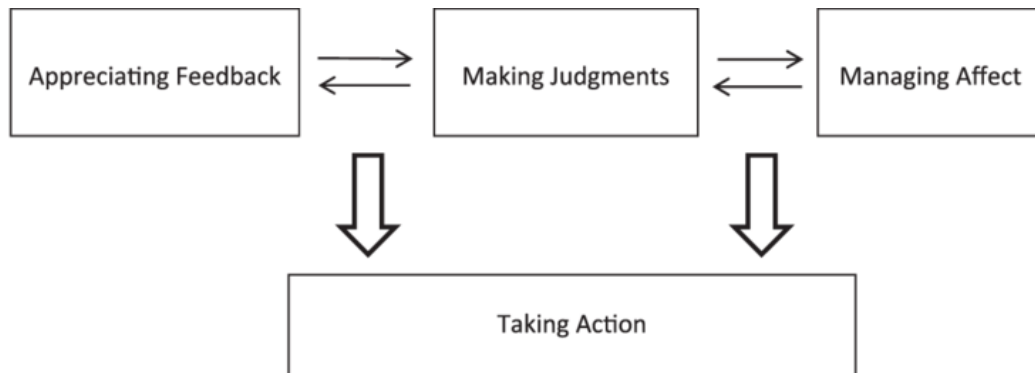 Appreciating Feedback
Making Judgments
Managing Affect
Taking Action